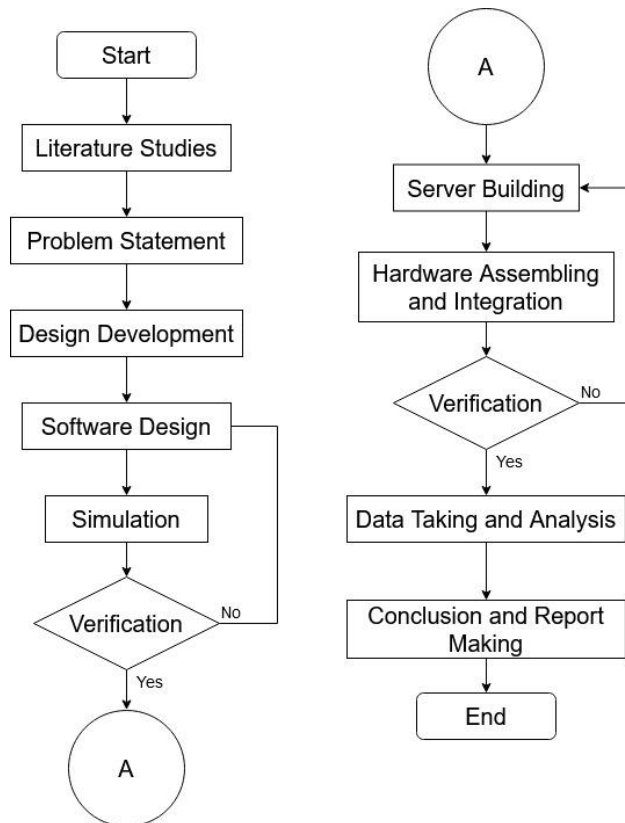 Start
Literature Studies
Problem Statement
Design Development
Software Design
Simulation
Verification
No
Yes
A
A
Server Building
Hardware Assembling
and Integration
Verification
No
Yes
Data Taking and Analysis
Conclusion and Report
Making
End